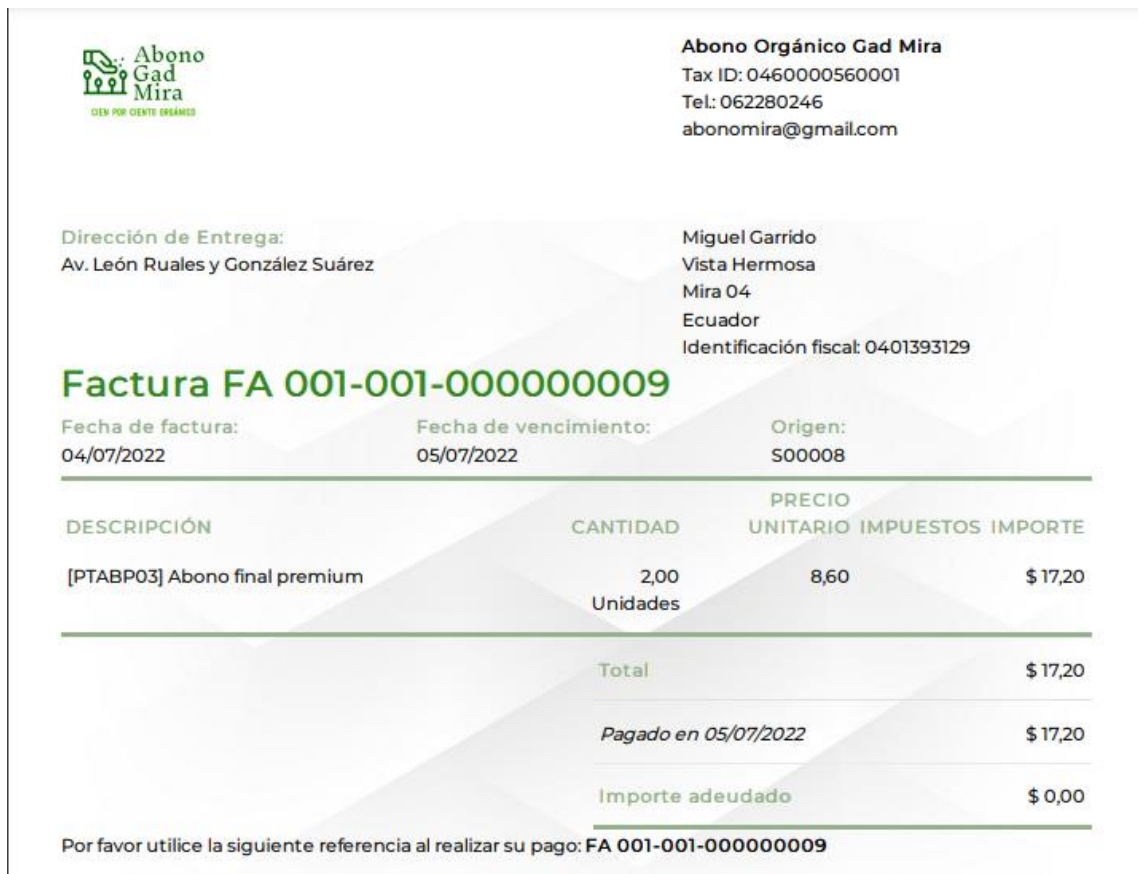 Abono
Gad
Mira
CIEN POR CIENTO ORGÁNICO
Abono Orgánico Gad Mira
Tax ID: 0460000560001
Tel.: 062280246
abonomira@gmail.com
Dirección de Entrega:
Av. León Ruales y González Suárez
Miguel Garrido
Vista Hermosa
Mira 04
Ecuador
Identificación fiscal: 0401393129
Factura FA 001-001-000000009
Fecha de factura: Fecha de vencimiento: Origen:
04/07/2022 05/07/2022 S00008
PRECIO
DESCRIPCIÓN CANTIDAD UNITARIO IMPUESTOS IMPORTE
[PTABP03] Abono final premium 2,00 8,60 $ 17,20
Unidades
Total $ 17,20
Pagado en 05/07/2022 $ 17,20
Importe adeudado $ 0,00
Por favor utilice la siguiente referencia al realizar su pago: FA 001-001-000000009